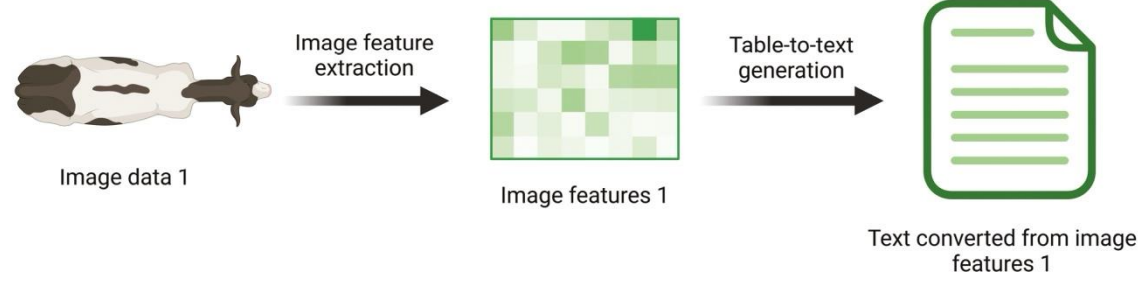 Image feature
extraction
Table-to-text
generation
Image data 1
Image features 1
Text converted from image
features 1